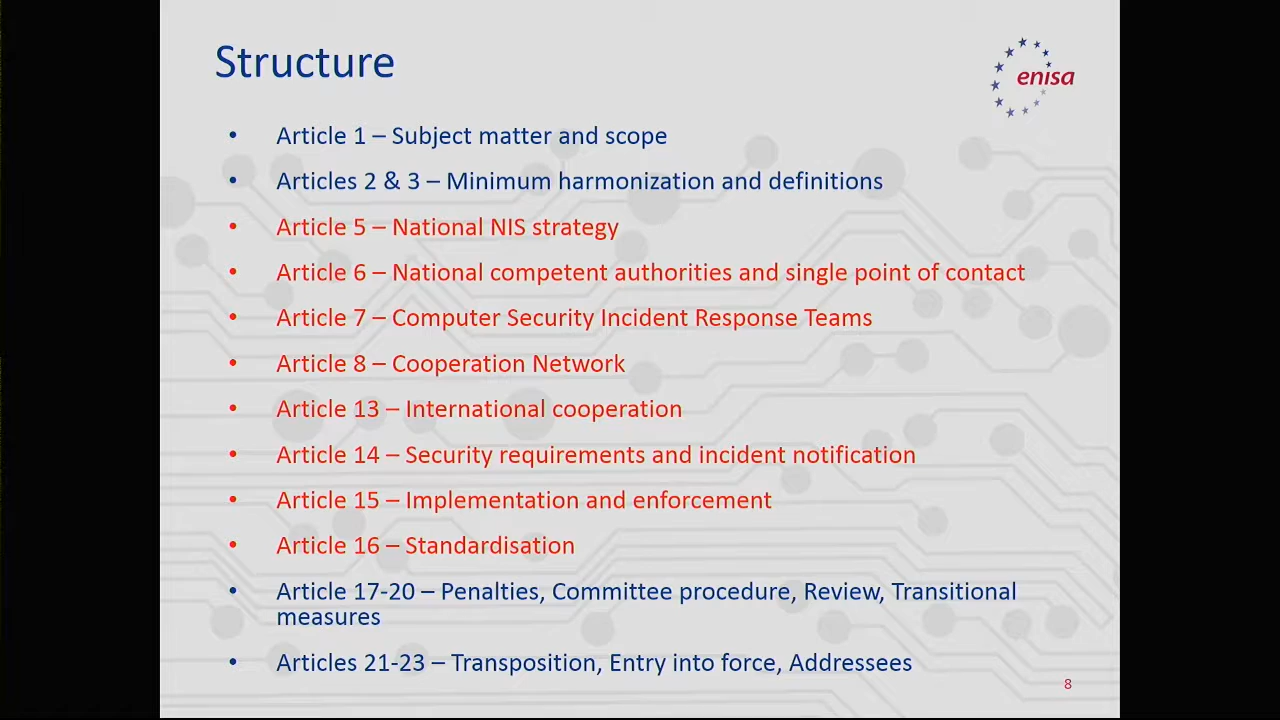 Structure
enisa
• Article 1 – Subject matter and scope
• Articles 2 & 3 – Minimum harmonization and definitions
• Article 5 – National NIS strategy
• Article 6 – National competent authorities and single point of contact
• Article 7 – Computer Security Incident Response Teams
• Article 8 – Cooperation Network
• Article 13 – International cooperation
• Article 14 – Security requirements and incident notification
• Article 15 – Implementation and enforcement
• Article 16 – Standardisation
• Article 17-20 – Penalties, Committee procedure, Review, Transitional
measures
• Articles 21-23 – Transposition, Entry into force, Addressees
8